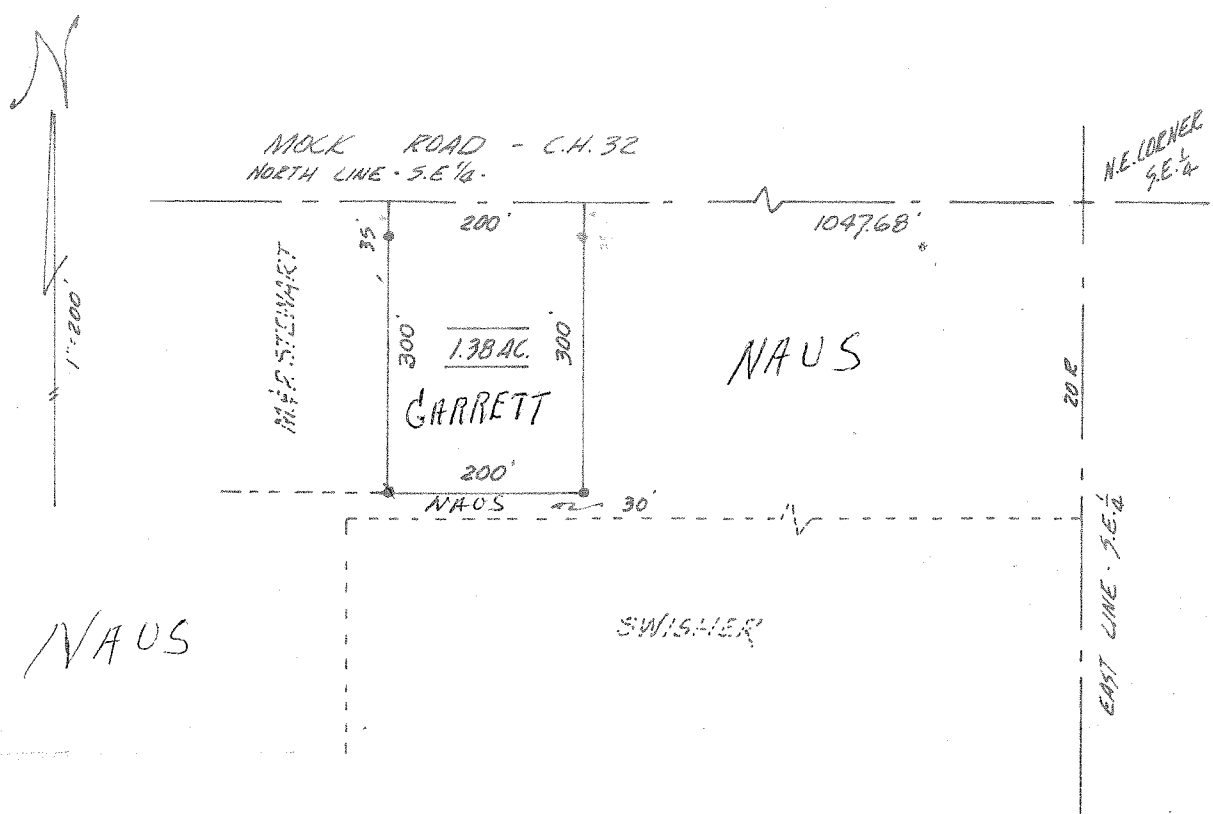 N
1"=200'
MOCK ROAD - C.H. 32
NORTH LINE - S.E. 1/4.
N.E. CORNER
S.E. 1/4
35'
200'
1047.68'
M. & R. STEWART
300'
1.38 AC.
300'
GARRETT
NAUS
20 R
200'
NAUS
30'
EAST LINE - S.E. 1/4
NAUS
SWISHER